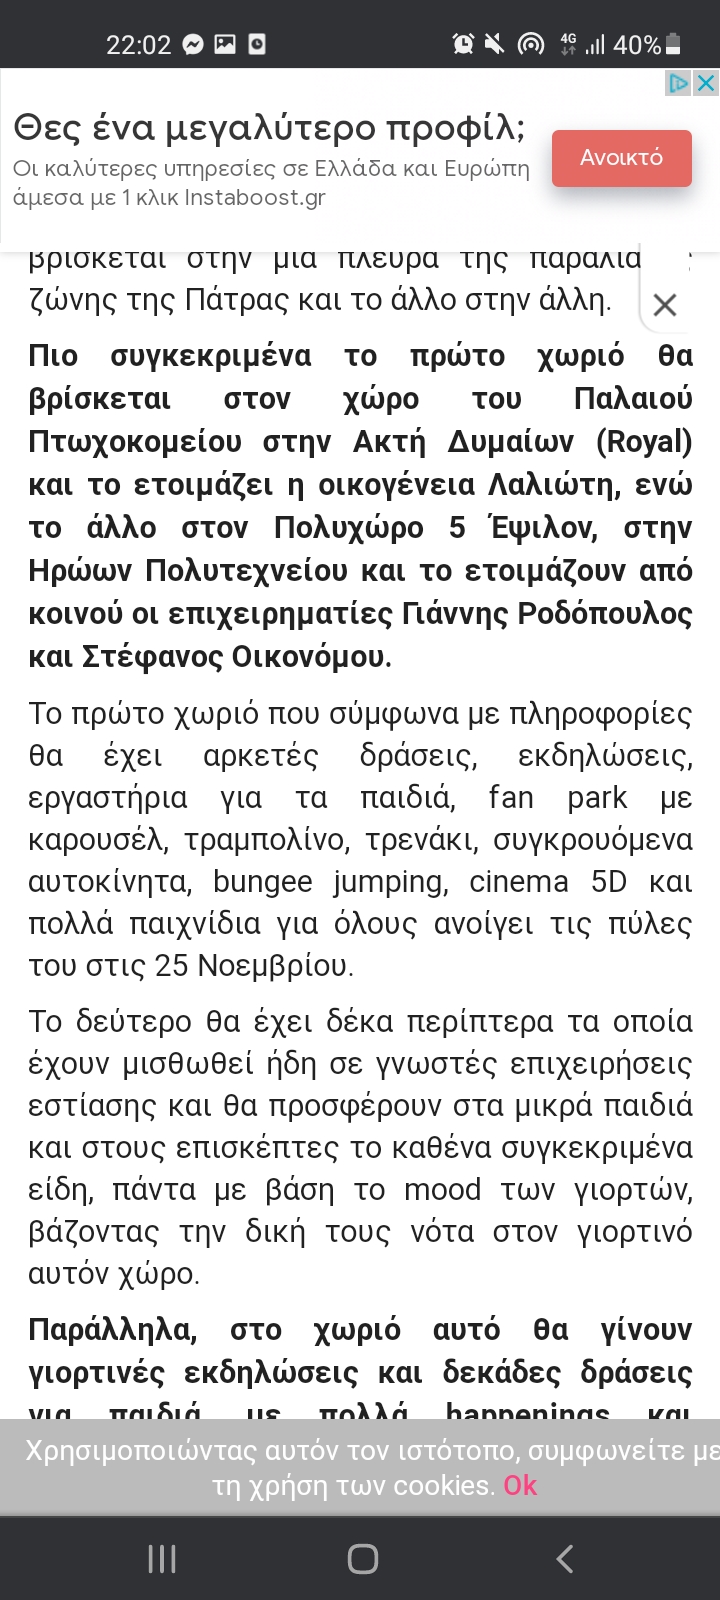 22:02
4G
40%
Θες ένα μεγαλύτερο προφίλ;
Οι καλύτερες υπηρεσίες σε Ελλάδα και Ευρώπη
άμεσα με 1 κλικ Instaboost.gr
Ανοικτό
βρίσκεται στην μια πλευρά της
ζώνης της Πάτρας και το άλλο στην άλλη.
Πιο συγκεκριμένα το πρώτο χωριό θα
βρίσκεται στον χώρο του Παλαιού
Πτωχοκομείου στην Ακτή Δυμαίων (Royal)
και το ετοιμάζει η οικογένεια Λαλιώτη, ενώ
το άλλο στον Πολυχώρο 5 Έψιλον, στην
Ηρώων Πολυτεχνείου και το ετοιμάζουν από
κοινού οι επιχειρηματίες Γιάννης Ροδόπουλος
και Στέφανος Οικονόμου.
Το πρώτο χωριό που σύμφωνα με πληροφορίες
θα έχει αρκετές δράσεις, εκδηλώσεις,
εργαστήρια για τα παιδιά, fan park με
καρουσέλ, τραμπολίνο, τρενάκι, συγκρουόμενα
αυτοκίνητα, bungee jumping, cinema 5D και
πολλά παιχνίδια για όλους ανοίγει τις πύλες
του στις 25 Νοεμβρίου.
Το δεύτερο θα έχει δέκα περίπτερα τα οποία
έχουν μισθωθεί ήδη σε γνωστές επιχειρήσεις
εστίασης και θα προσφέρουν στα μικρά παιδιά
και στους επισκέπτες το καθένα συγκεκριμένα
είδη, πάντα με βάση το mood των γιορτών,
βάζοντας την δική τους νότα στον γιορτινό
αυτόν χώρο.
Παράλληλα, στο χωριό αυτό θα γίνουν
γιορτινές εκδηλώσεις και δεκάδες δράσεις
για παιδιά με πολλά happenings και
Χρησιμοποιώντας αυτόν τον ιστότοπο, συμφωνείτε με
τη χρήση των cookies. Ok